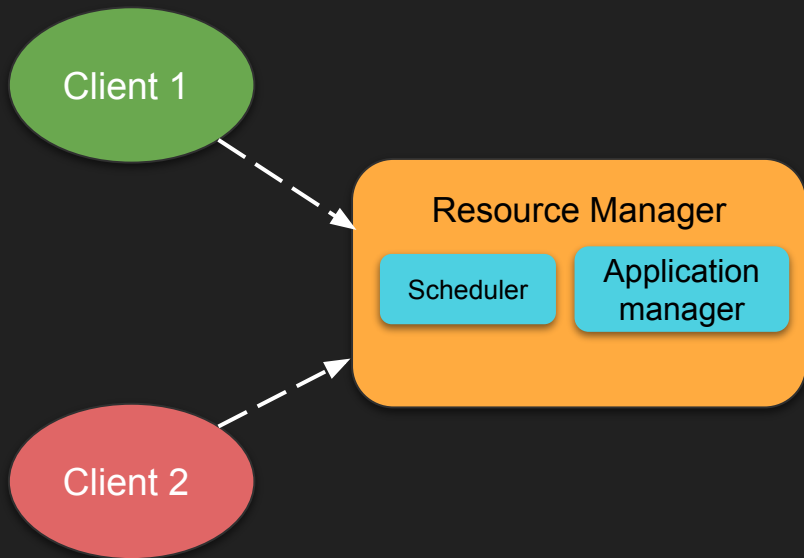 Client 1
Resource Manager
Scheduler
Application
manager
Client 2